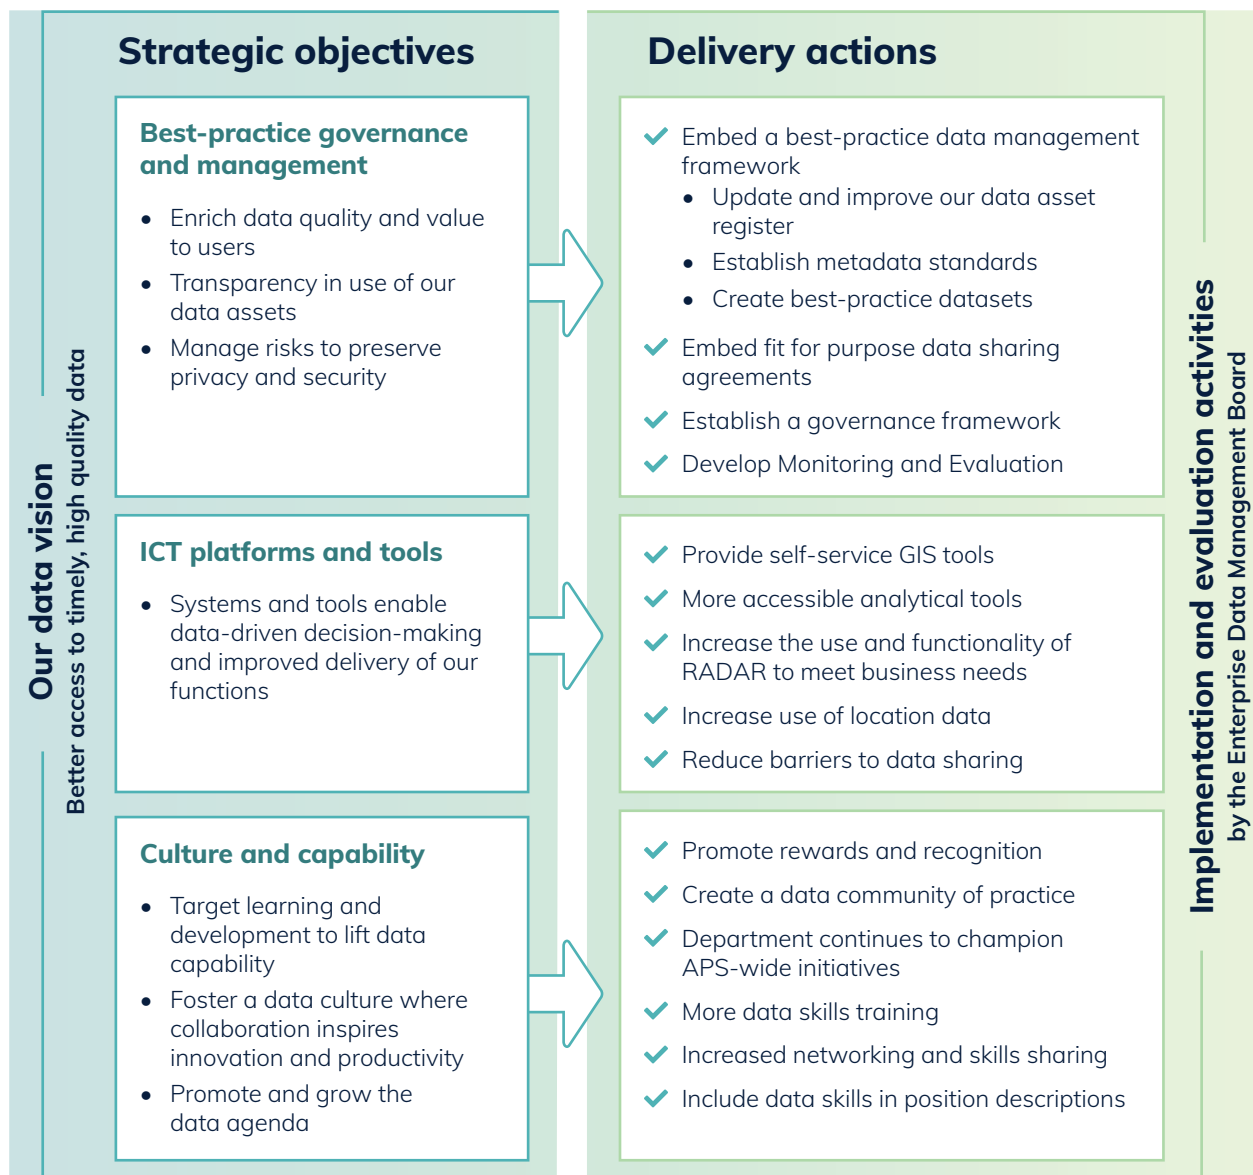 Our data vision
Better access to timely, high quality data
Strategic objectives
Best-practice governance
and management
• Enrich data quality and value
to users
• Transparency in use of our
data assets
• Manage risks to preserve
privacy and security
ICT platforms and tools
• Systems and tools enable
data-driven decision-making
and improved delivery of our
functions
Culture and capability
• Target learning and
development to lift data
capability
• Foster a data culture where
collaboration inspires
innovation and productivity
• Promote and grow the
data agenda
Delivery actions
✓ Embed a best-practice data management
framework
• Update and improve our data asset
register
• Establish metadata standards
• Create best-practice datasets
✓ Embed fit for purpose data sharing
agreements
✓ Establish a governance framework
✓ Develop Monitoring and Evaluation
✓ Provide self-service GIS tools
✓ More accessible analytical tools
✓ Increase the use and functionality of
RADAR to meet business needs
✓ Increase use of location data
✓ Reduce barriers to data sharing
✓ Promote rewards and recognition
✓ Create a data community of practice
✓ Department continues to champion
APS-wide initiatives
✓ More data skills training
✓ Increased networking and skills sharing
✓ Include data skills in position descriptions
Implementation and evaluation activities
by the Enterprise Data Management Board